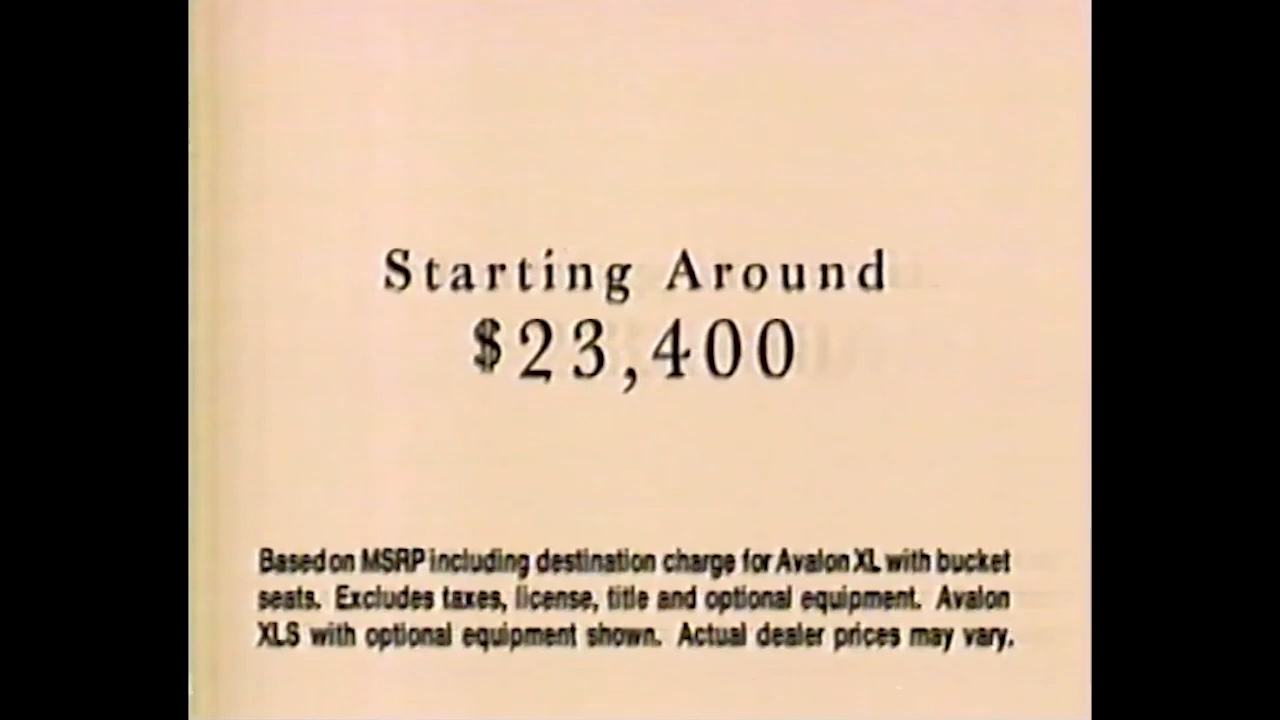 Starting Around
$23,400
Based on MSRP including destination charge for Avalon XL with bucket
seats. Excludes taxes, license, title and optional equipment. Avalon
XLS with optional equipment shown. Actual dealer prices may vary.